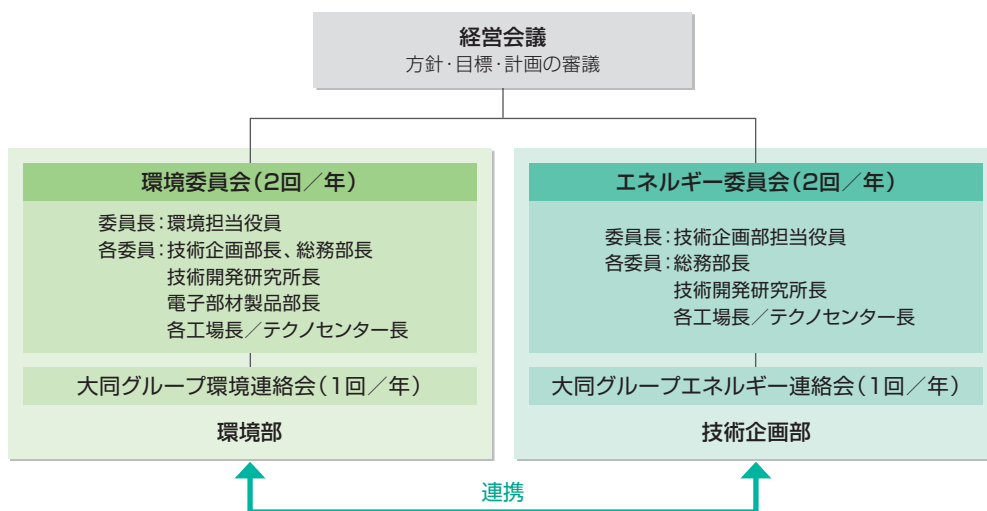 経営会議
方針・目標・計画の審議
環境委員会(2回／年)
委員長：環境担当役員
各委員：技術企画部長、総務部長
技術開発研究所長
電子部材製品部長
各工場長／テクノセンター長
大同グループ環境連絡会(1回／年)
環境部
エネルギー委員会(2回／年)
委員長：技術企画部担当役員
各委員：総務部長
技術開発研究所長
各工場長／テクノセンター長
大同グループエネルギー連絡会(1回／年)
技術企画部
連携